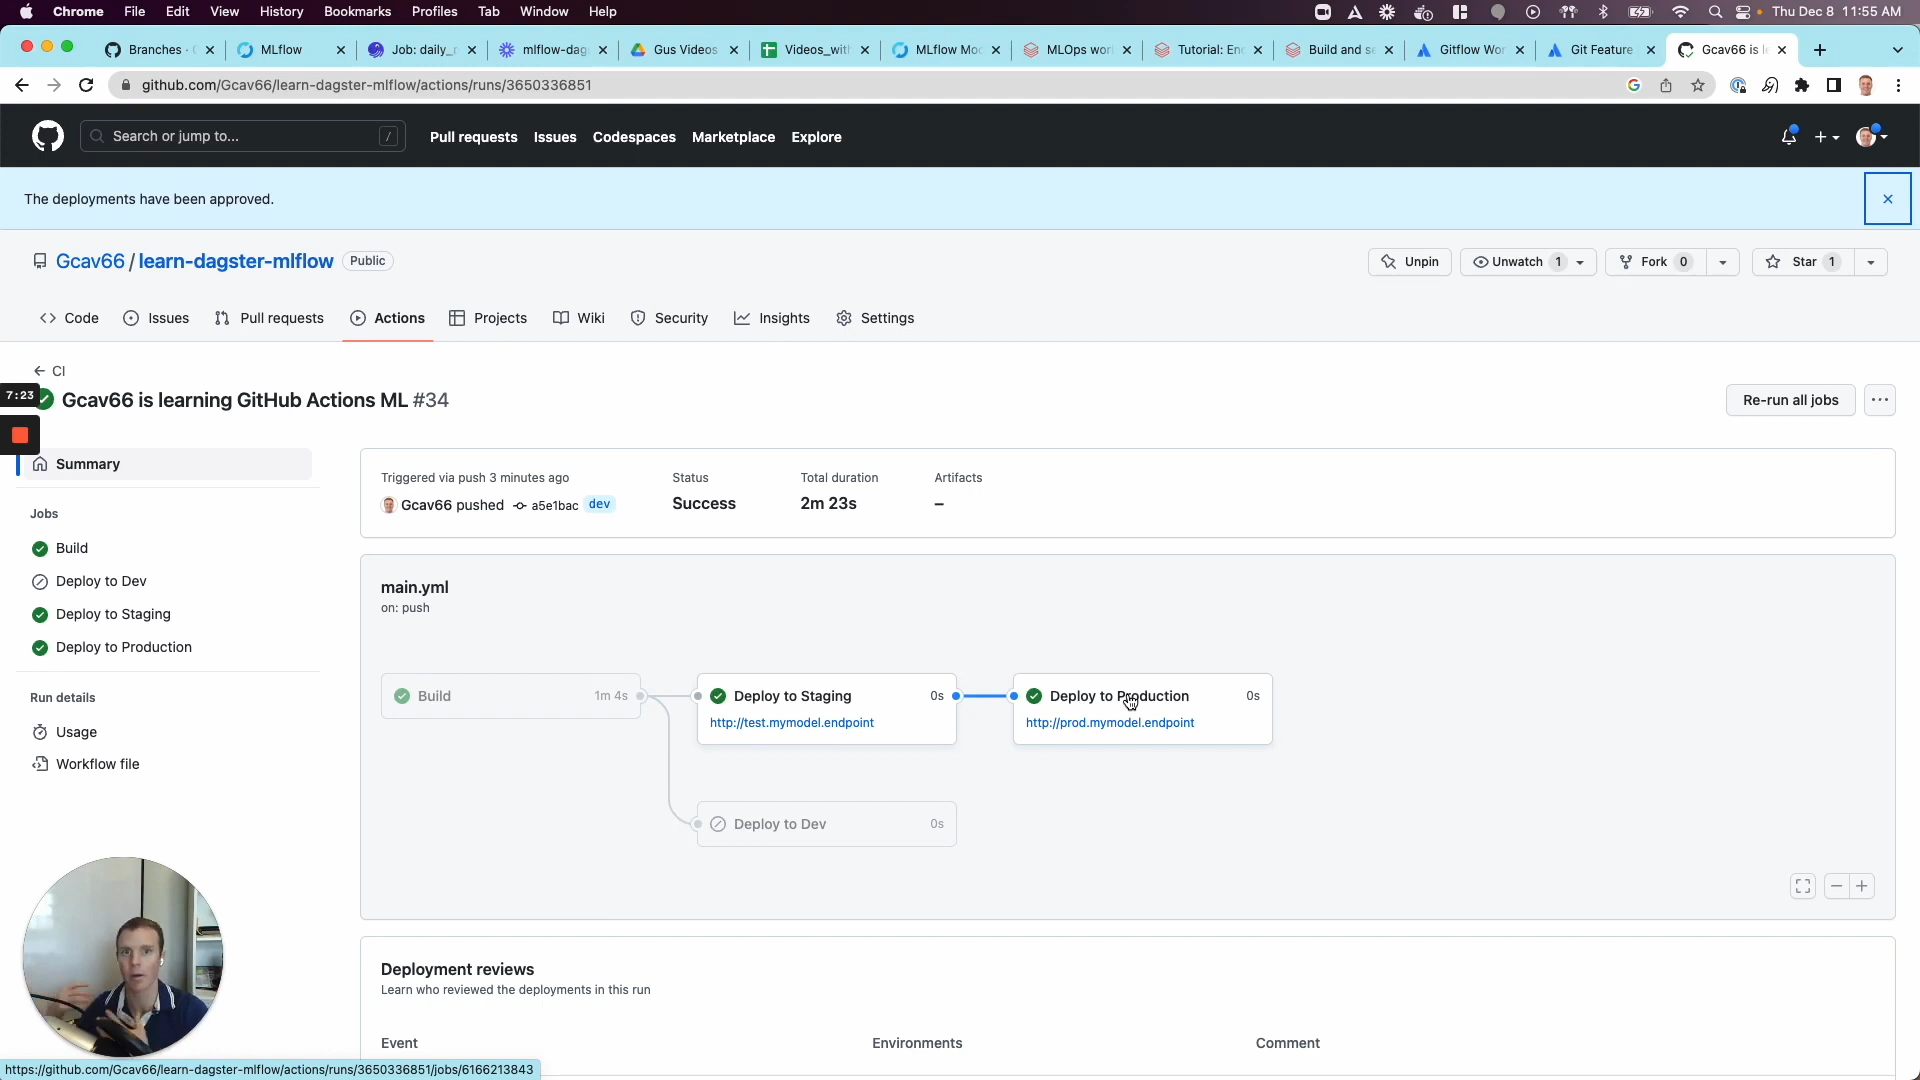 Chrome File Edit View History Bookmarks Profiles Tab Window Help Thu Dec 8 11:55 AM
Branches · MLflow Job: daily_ mlflow-dag Gus Videos Videos_with MLflow Moc MLOps wor Tutorial: En Build and se Gitflow Wor Git Feature Gcav66 is l
github.com/Gcav66/learn-dagster-mlflow/actions/runs/3650336851
Search or jump to... / Pull requests Issues Codespaces Marketplace Explore
The deployments have been approved.
Gcav66 / learn-dagster-mlflow Public Unpin Unwatch 1 Fork 0 Star 1
Code Issues Pull requests Actions Projects Wiki Security Insights Settings
CI
7:23
Gcav66 is learning GitHub Actions ML #34 Re-run all jobs
Summary
Jobs
Build
Deploy to Dev
Deploy to Staging
Deploy to Production
Run details
Usage
Workflow file
Triggered via push 3 minutes ago Status Total duration Artifacts
Gcav66 pushed a5e1bac dev Success 2m 23s –
main.yml
on: push
Build 1m 4s Deploy to Staging 0s Deploy to Production 0s
http://test.mymodel.endpoint http://prod.mymodel.endpoint
Deploy to Dev 0s
Deployment reviews
Learn who reviewed the deployments in this run
Event Environments Comment
https://github.com/Gcav66/learn-dagster-mlflow/actions/runs/3650336851/jobs/6166213843